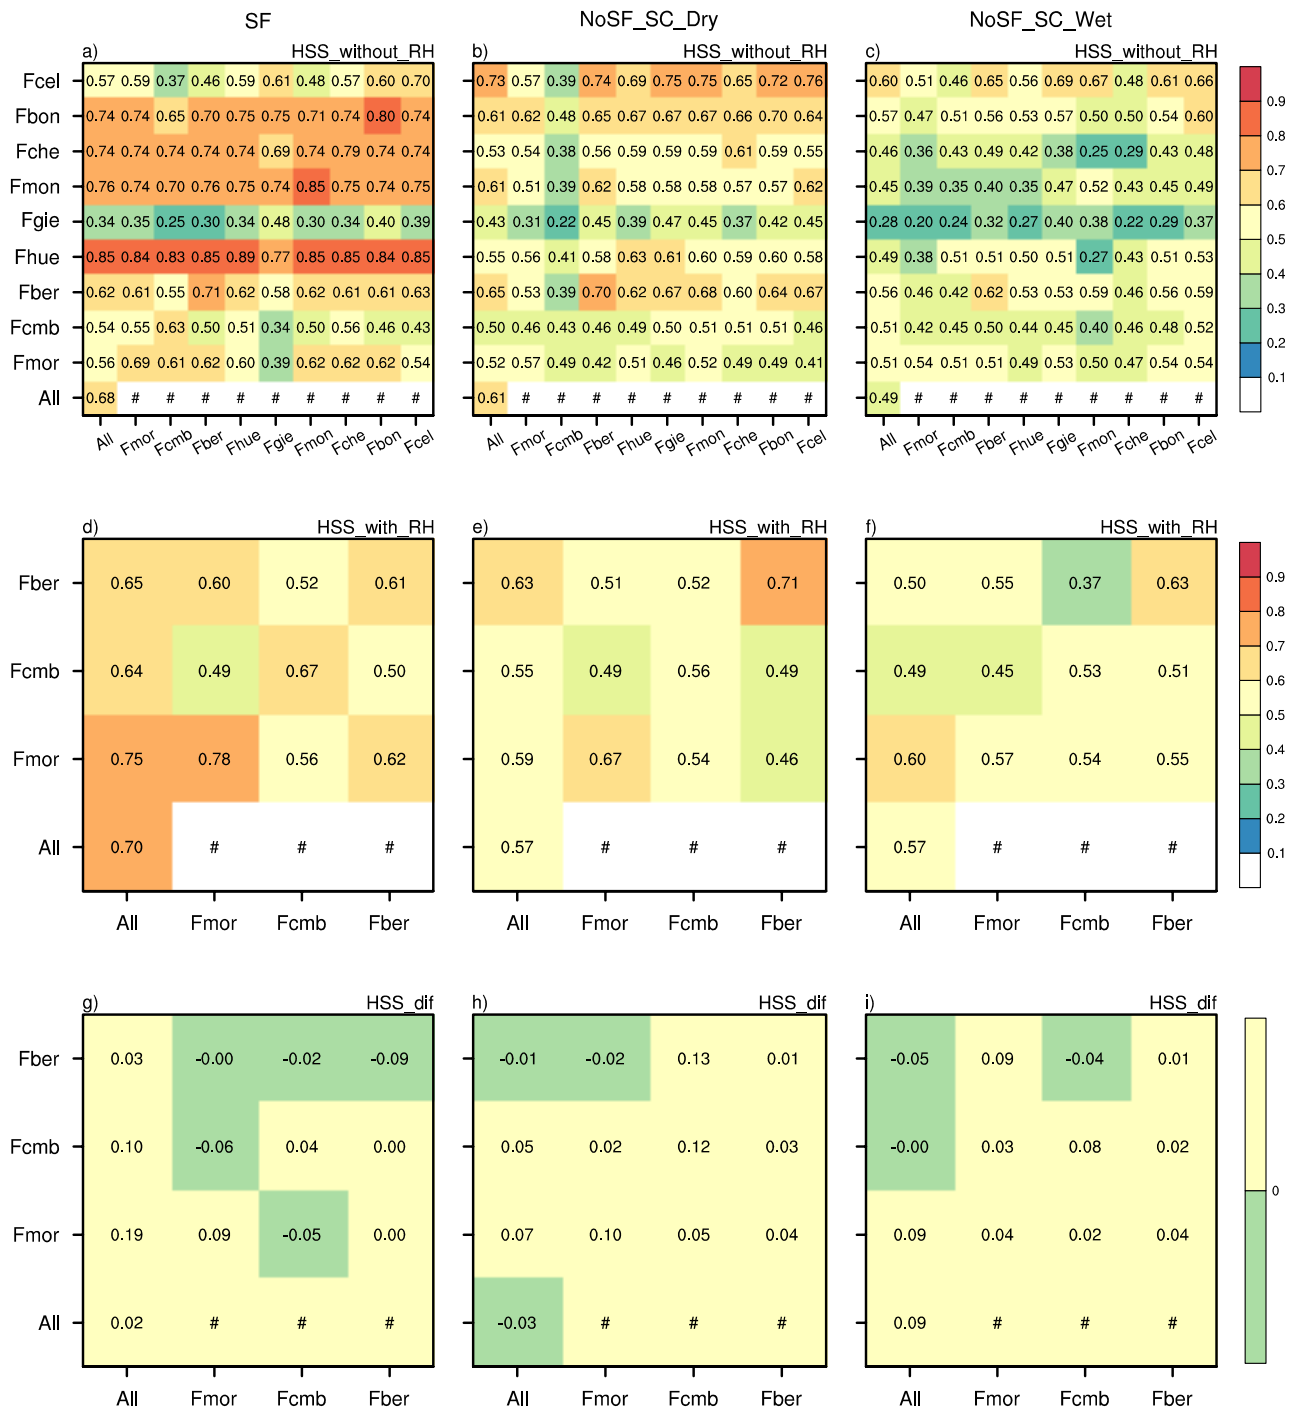 SF NoSF_SC_Dry NoSF_SC_Wet
a) HSS_without_RH b) HSS_without_RH c) HSS_without_RH
Fcel 0.57 0.59 0.37 0.46 0.59 0.61 0.48 0.57 0.60 0.70 0.73 0.57 0.39 0.74 0.69 0.75 0.75 0.65 0.72 0.76 0.60 0.51 0.46 0.65 0.56 0.69 0.67 0.48 0.61 0.66
Fbon 0.74 0.74 0.65 0.70 0.75 0.75 0.71 0.74 0.80 0.74 0.61 0.62 0.48 0.65 0.67 0.67 0.67 0.66 0.70 0.64 0.57 0.47 0.51 0.56 0.53 0.57 0.50 0.50 0.54 0.60
Fche 0.74 0.74 0.74 0.74 0.74 0.69 0.74 0.79 0.74 0.74 0.53 0.54 0.38 0.56 0.59 0.59 0.59 0.61 0.59 0.55 0.46 0.36 0.43 0.49 0.42 0.38 0.25 0.29 0.43 0.48
Fmon 0.76 0.74 0.70 0.76 0.75 0.74 0.85 0.75 0.74 0.75 0.61 0.51 0.39 0.62 0.58 0.58 0.58 0.57 0.57 0.62 0.45 0.39 0.35 0.40 0.35 0.47 0.52 0.43 0.45 0.49
Fgie 0.34 0.35 0.25 0.30 0.34 0.48 0.30 0.34 0.40 0.39 0.43 0.31 0.22 0.45 0.39 0.47 0.45 0.37 0.42 0.45 0.28 0.20 0.24 0.32 0.27 0.40 0.38 0.22 0.29 0.37
Fhue 0.85 0.84 0.83 0.85 0.89 0.77 0.85 0.85 0.84 0.85 0.55 0.56 0.41 0.58 0.63 0.61 0.60 0.59 0.60 0.58 0.49 0.38 0.51 0.51 0.50 0.51 0.27 0.43 0.51 0.53
Fber 0.62 0.61 0.55 0.71 0.62 0.58 0.62 0.61 0.61 0.63 0.65 0.53 0.39 0.70 0.62 0.67 0.68 0.60 0.64 0.67 0.56 0.46 0.42 0.62 0.53 0.53 0.59 0.46 0.56 0.59
Fcmb 0.54 0.55 0.63 0.50 0.51 0.34 0.50 0.56 0.46 0.43 0.50 0.46 0.43 0.46 0.49 0.50 0.51 0.51 0.51 0.46 0.51 0.42 0.45 0.50 0.44 0.45 0.40 0.46 0.48 0.52
Fmor 0.56 0.69 0.61 0.62 0.60 0.39 0.62 0.62 0.62 0.54 0.52 0.57 0.49 0.42 0.51 0.46 0.52 0.49 0.49 0.41 0.51 0.54 0.51 0.51 0.49 0.53 0.50 0.47 0.54 0.54
All 0.68 # # # # # # # # # 0.61 # # # # # # # # # 0.49 # # # # # # # # #
All Fmor Fcmb Fber Fhue Fgie Fmon Fche Fbon Fcel All Fmor Fcmb Fber Fhue Fgie Fmon Fche Fbon Fcel All Fmor Fcmb Fber Fhue Fgie Fmon Fche Fbon Fcel
0.9
0.8
0.7
0.6
0.5
0.4
0.3
0.2
0.1
d) HSS_with_RH e) HSS_with_RH f) HSS_with_RH
Fber 0.65 0.60 0.52 0.61 0.63 0.51 0.52 0.71 0.50 0.55 0.37 0.63
Fcmb 0.64 0.49 0.67 0.50 0.55 0.49 0.56 0.49 0.49 0.45 0.53 0.51
Fmor 0.75 0.78 0.56 0.62 0.59 0.67 0.54 0.46 0.60 0.57 0.54 0.55
All 0.70 # # # 0.57 # # # 0.57 # # #
All Fmor Fcmb Fber All Fmor Fcmb Fber All Fmor Fcmb Fber
0.9
0.8
0.7
0.6
0.5
0.4
0.3
0.2
0.1
g) HSS_dif h) HSS_dif i) HSS_dif
Fber 0.03 -0.00 -0.02 -0.09 -0.01 -0.02 0.13 0.01 -0.05 0.09 -0.04 0.01
Fcmb 0.10 -0.06 0.04 0.00 0.05 0.02 0.12 0.03 -0.00 0.03 0.08 0.02
Fmor 0.19 0.09 -0.05 0.00 0.07 0.10 0.05 0.04 0.09 0.04 0.02 0.04
All 0.02 # # # -0.03 # # # 0.09 # # #
All Fmor Fcmb Fber All Fmor Fcmb Fber All Fmor Fcmb Fber
0